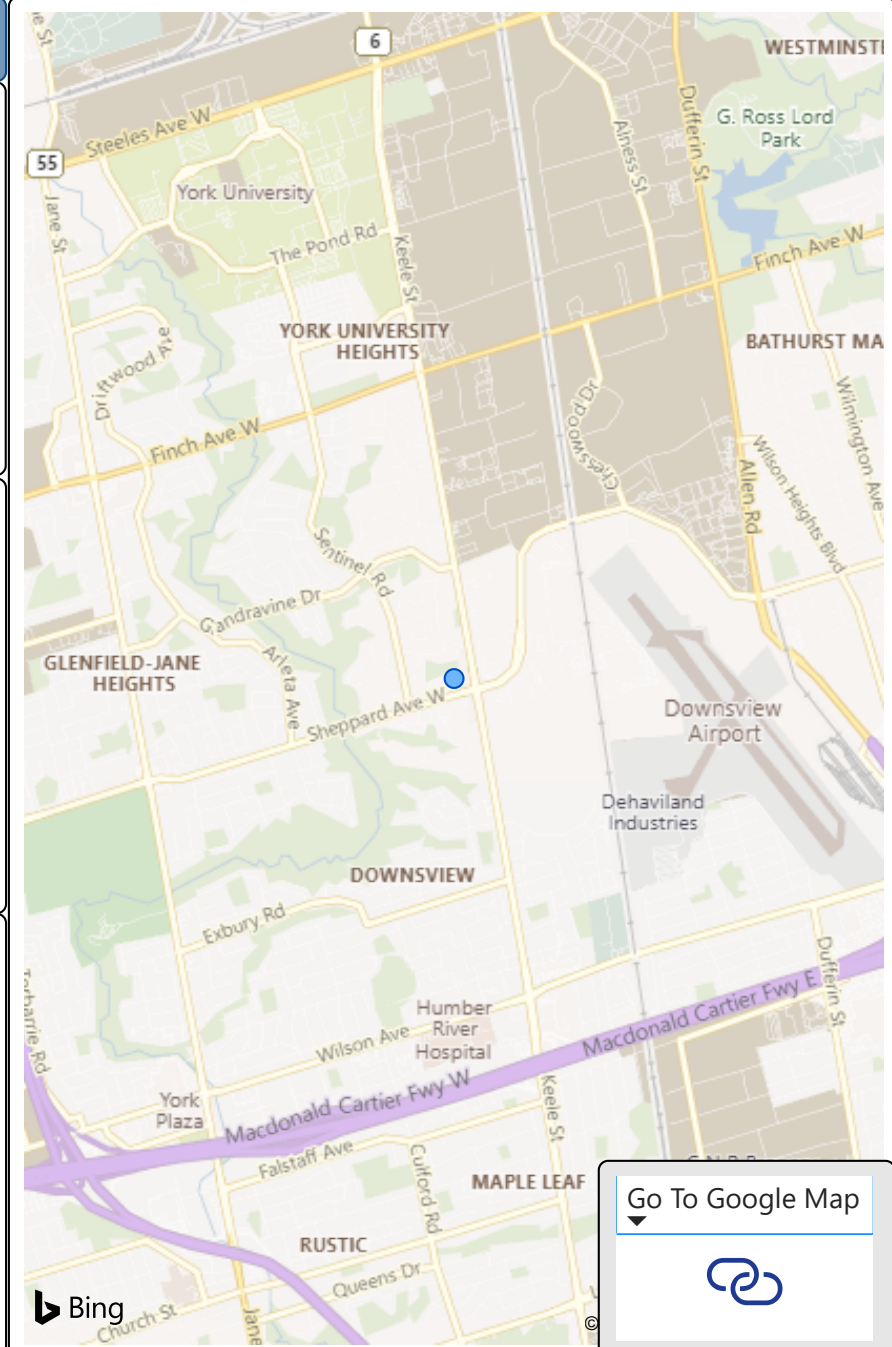 6
WESTMINST
Steeles Ave W
Dufferin St
G. Ross Lord
Park
Alness St
55
York University
Jane St
The Pond Rd
Keele St
Finch Ave W
YORK UNIVERSITY
HEIGHTS
BATHURST MA
Driftwood Ave
Chesswood Dr
Wilmington Ave
Finch Ave W
Wilson Heights Blvd
Allen Rd
Sentinel Rd
Gandravine Dr
GLENFIELD-JANE
HEIGHTS
Arleta Ave
Sheppard Ave W
Downsview
Airport
Dehaviland
Industries
DOWNSVIEW
Exbury Rd
Dufferin St
Torbarrie Rd
Humber
River
Hospital
Macdonald Cartier Fwy E
Wilson Ave
York
Plaza
Macdonald Cartier Fwy W
Keele St
Falstaff Ave
Culford Rd
MAPLE LEAF
Go To Google Map
RUSTIC
Queens Dr
Bing
Church St
Jane
©